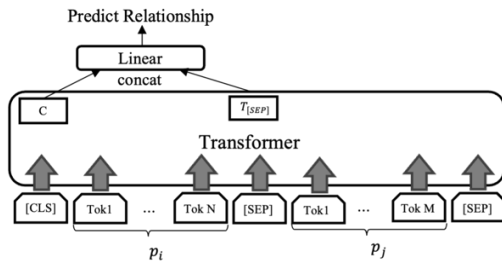 Predict Relationship
Linear
concat
C T[SEP]
Transformer
[CLS] Tok1 ... Tok N [SEP] Tok1 ... Tok M [SEP]
pi pj